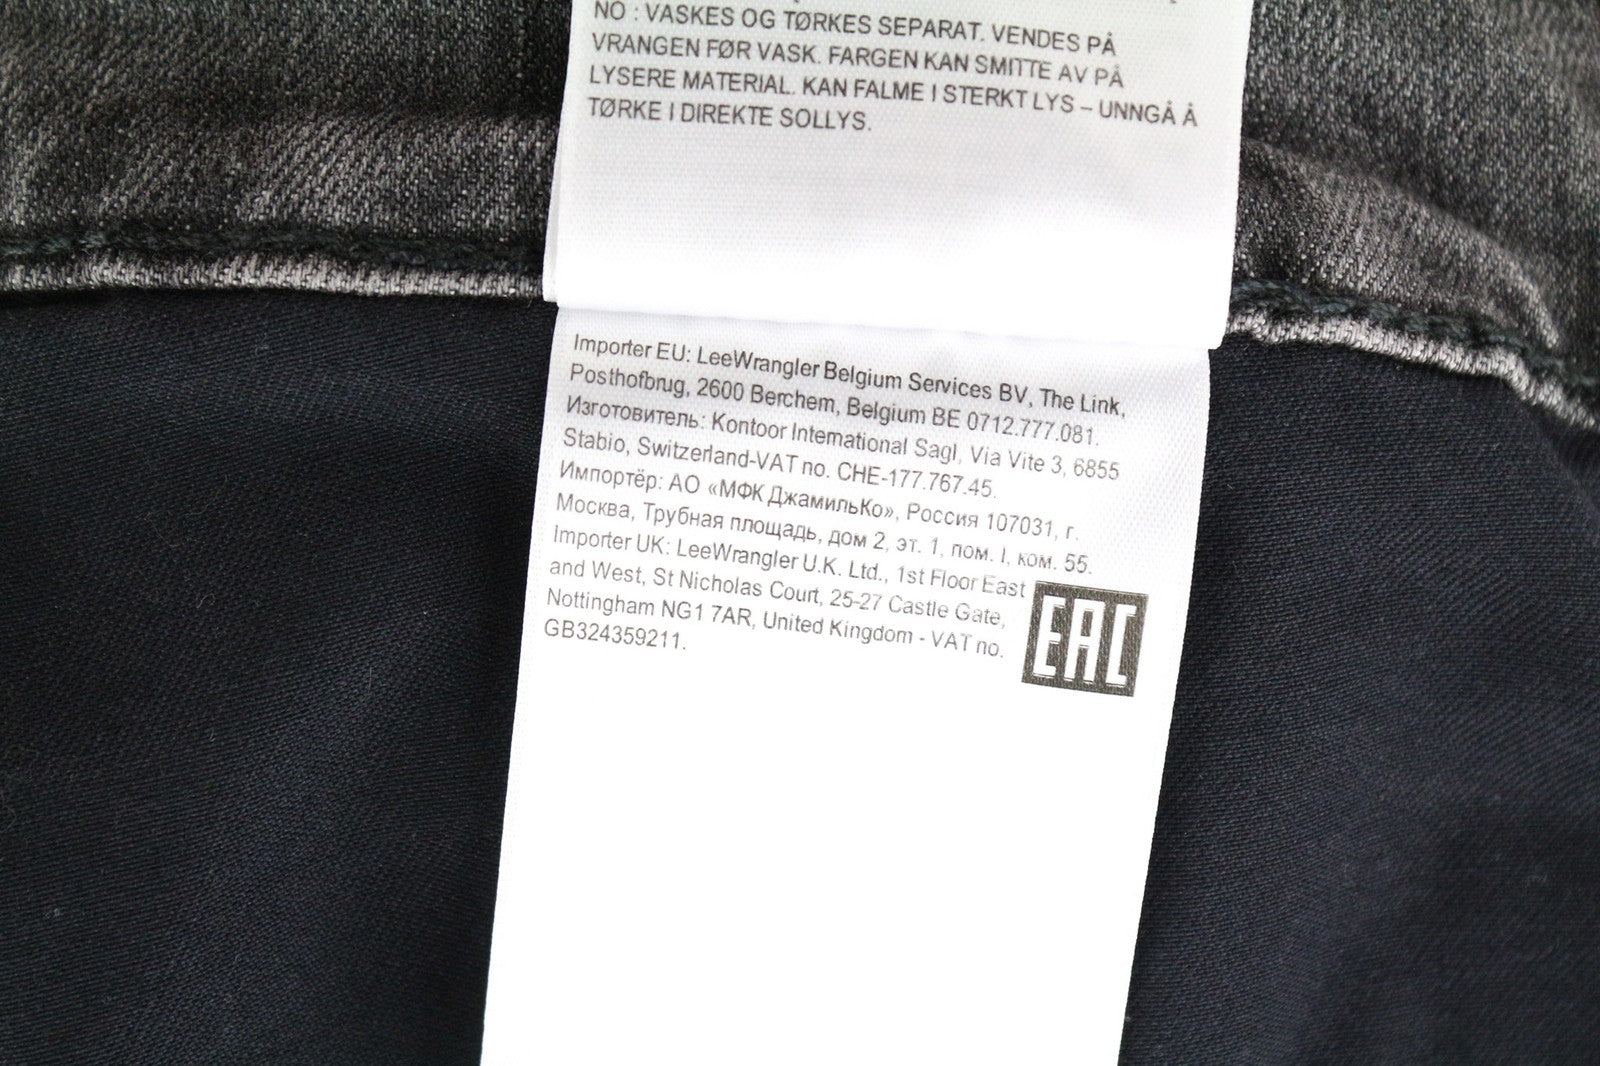 NO : VASKES OG TØRKES SEPARAT. VENDES PÅ
VRANGEN FØR VASK. FARGEN KAN SMITTE AV PÅ
LYSERE MATERIAL. KAN FALME I STERKT LYS – UNNGÅ Å
TØRKE I DIREKTE SOLLYS.
Importer EU: LeeWrangler Belgium Services BV, The Link,
Posthofbrug, 2600 Berchem, Belgium BE 0712.777.081.
Изготовитель: Kontoor International Sagl, Via Vite 3, 6855
Stabio, Switzerland-VAT no. CHE-177.767.45.
Импортёр: АО «МФК ДжамильКо», Россия 107031, г.
Москва, Трубная площадь, дом 2, эт. 1, пом. I, ком. 55.
Importer UK: LeeWrangler U.K. Ltd., 1st Floor East
and West, St Nicholas Court, 25-27 Castle Gate,
Nottingham NG1 7AR, United Kingdom - VAT no.
GB324359211.
EAC